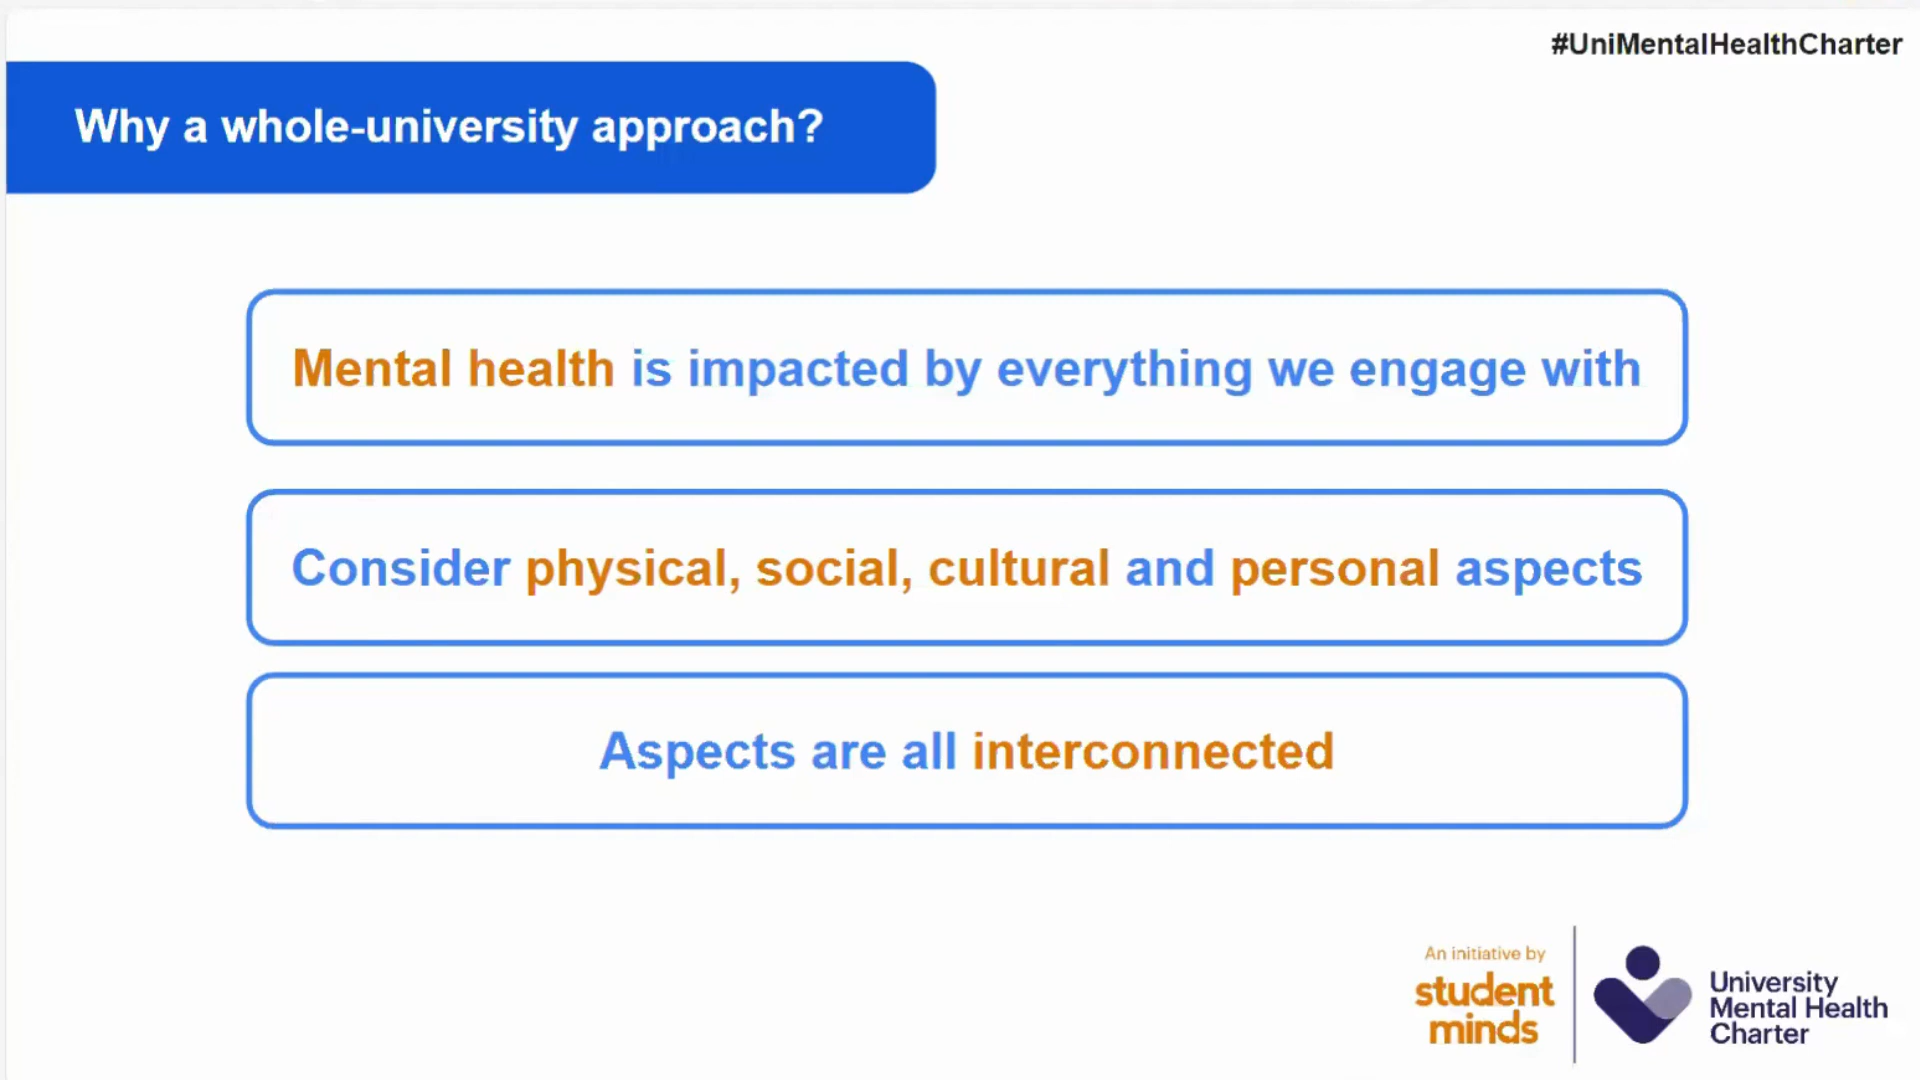 #UniMentalHealthCharter
Why a whole-university approach?
Mental health is impacted by everything we engage with
Consider physical, social, cultural and personal aspects
Aspects are all interconnected
An initiative by
student
minds
University
Mental Health
Charter